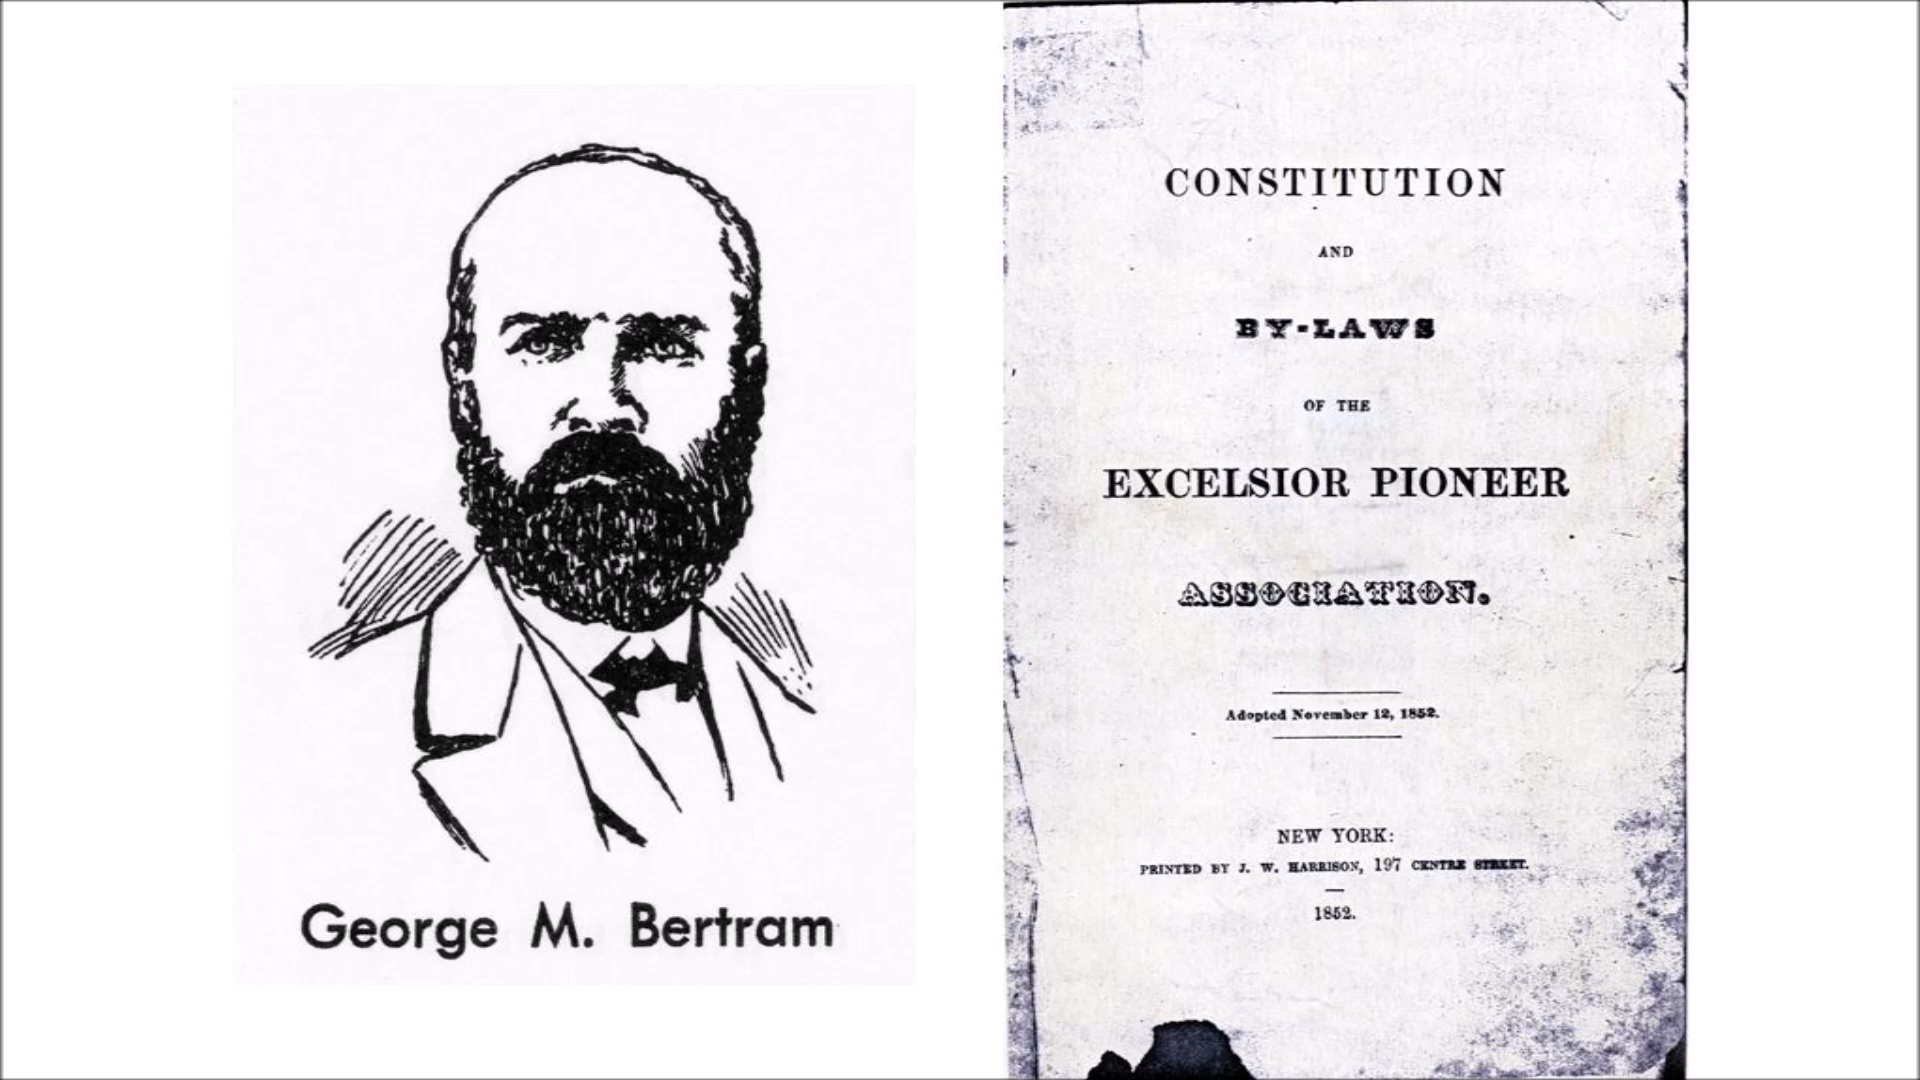 George M. Bertram
CONSTITUTION
AND
BY-LAWS
OF THE
EXCELSIOR PIONEER
ASSOCIATION.
Adopted November 12, 1852.
NEW YORK:
PRINTED BY J. W. HARRISON, 197 CENTRE STREET.
1852.